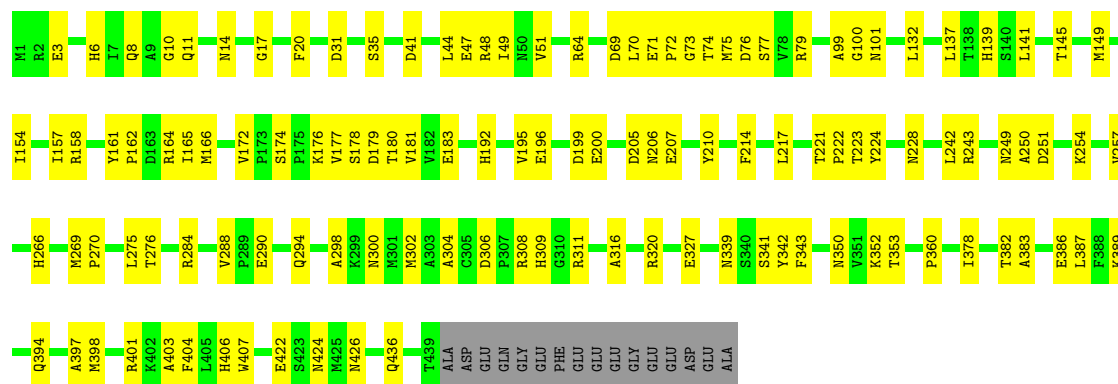 M1 R2 E3 H6 I7 Q8 A9 G10 Q11 N14 G17 F20 D31 S35 D41 L44 E47 R48 I49 N50 V51 R64 D69 L70 E71 P72 G73 T74 M75 D76 S77 V78 R79 A99 G100 N101 L132 L137 T138 H139 S140 L141 T145 M149
I154 I157 R158 Y161 P162 D163 R164 I165 M166 V172 P173 S174 P175 K176 V177 S178 D179 T180 V181 V182 E183 H192 V195 E196 D199 E200 D205 N206 E207 Y210 F214 L217 T221 P222 T223 Y224 N228 L242 R243 N249 A250 D251 K254 V257
H266 M269 P270 L275 T276 R284 V288 P289 E290 Q294 A298 K299 N300 M301 M302 A303 A304 C305 D306 P307 R308 H309 G310 R311 A316 R320 E327 N339 S340 S341 Y342 F343 N350 V351 K352 T353 P360 I378 T382 A383 E386 L387 F388 K389
Q394 A397 M398 R401 K402 A403 F404 L405 H406 W407 E422 S423 N424 M425 N426 Q436 T439 ALA ASP GLU GLN GLY GLU GLU PHE GLU GLU GLU GLU GLY GLU GLU ASP GLU ALA